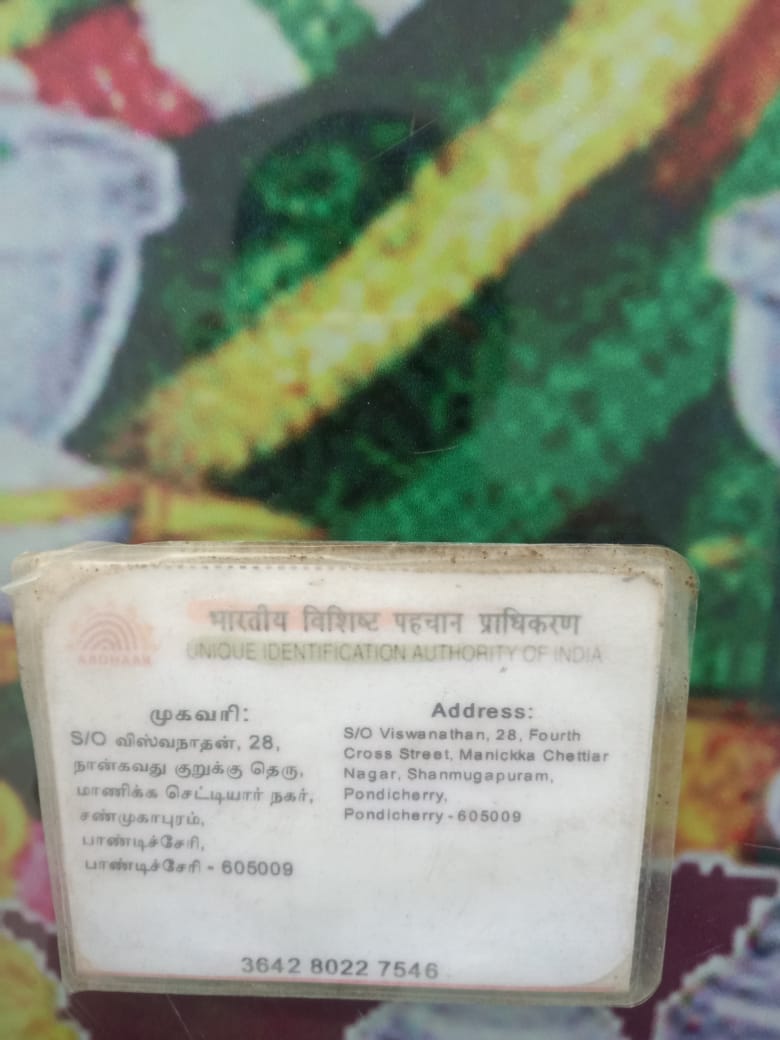 भारतीय विशिष्ट पहचान प्राधिकरण
AADHAAR
UNIQUE IDENTIFICATION AUTHORITY OF INDIA
முகவரி:
S/O விஸ்வநாதன், 28,
நான்கவது குறுக்கு தெரு,
மாணிக்க செட்டியார் நகர்,
சண்முகாபுரம்,
பாண்டிச்சேரி,
பாண்டிச்சேரி - 605009
Address:
S/O Viswanathan, 28, Fourth
Cross Street, Manickka Chettiar
Nagar, Shanmugapuram,
Pondicherry,
Pondicherry - 605009
3642 8022 7546